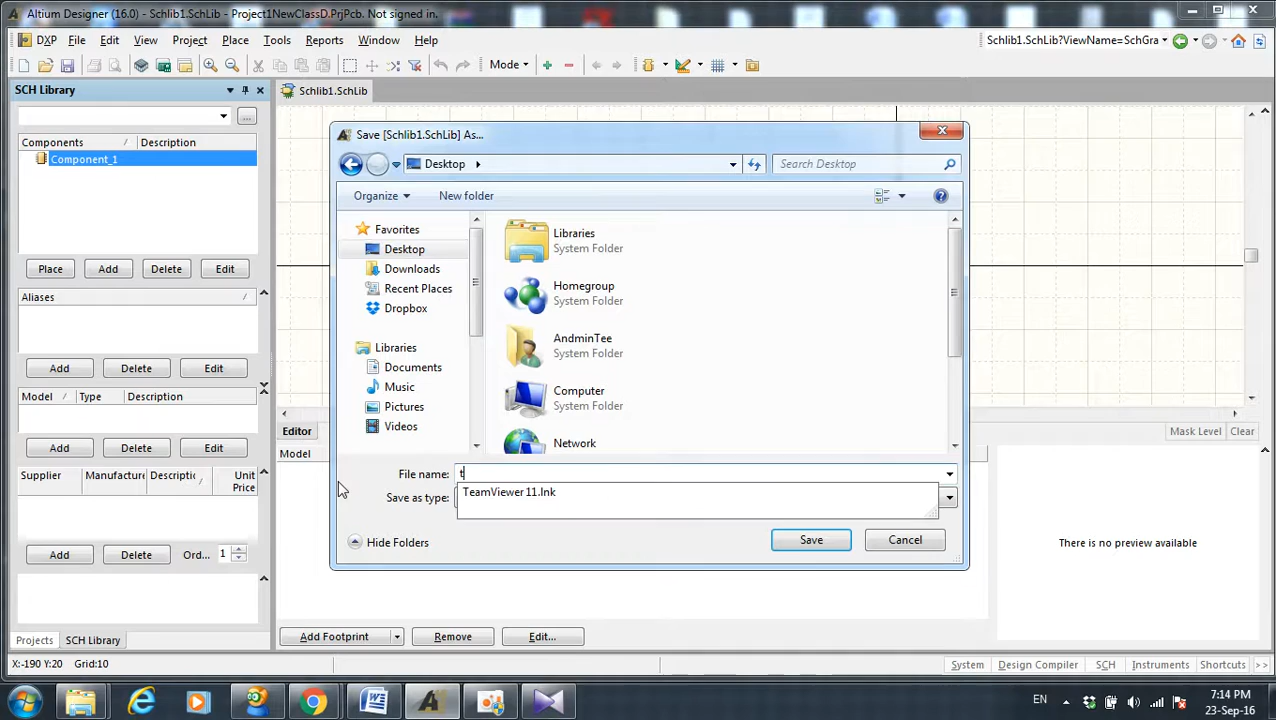 Altium Designer (16.0) - Schlib1.SchLib - Project1NewClassD.PrjPcb. Not signed in.
DXP File Edit View Project Place Tools Reports Window Help Schlib1.SchLib?ViewName=SchGra
Mode
SCH Library
Schlib1.SchLib
...
Components / Description
Component_1
Place Add Delete Edit
Aliases /
Add Delete Edit
Model / Type Description
Add Delete Edit
Supplier Manufacture Descriptic Unit Price
Add Delete Ord... 1
Projects SCH Library
X:-190 Y:20 Grid:10
Save [Schlib1.SchLib] As...
Desktop
Search Desktop
Organize New folder
Favorites
Desktop
Downloads
Recent Places
Dropbox
Libraries
Documents
Music
Pictures
Videos
Libraries
System Folder
Homegroup
System Folder
AndminTee
System Folder
Computer
System Folder
Network
File name: t
TeamViewer 11.lnk
Save as type:
Hide Folders
Save Cancel
Editor
Mask Level Clear
Model
There is no preview available
Add Footprint Remove Edit...
System Design Compiler SCH Instruments Shortcuts >>
EN
7:14 PM
23-Sep-16